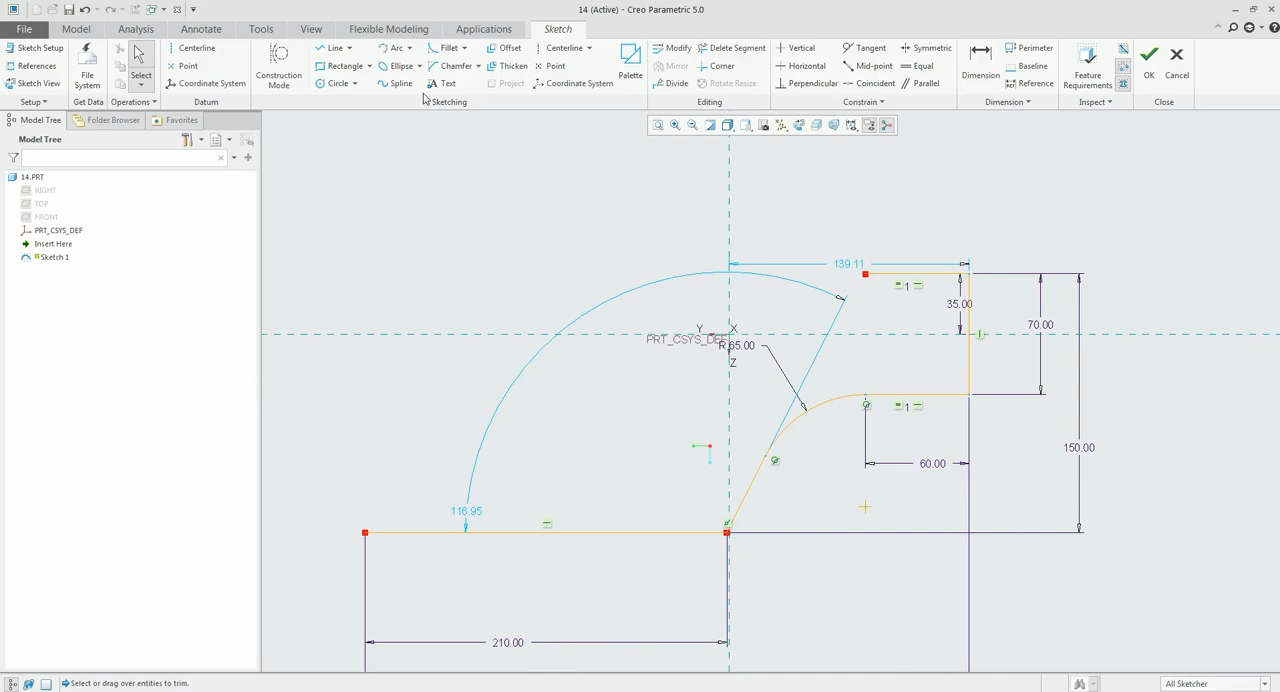 14 (Active) - Creo Parametric 5.0
File Model Analysis Annotate Tools View Flexible Modeling Applications Sketch
Sketch Setup
References
Sketch View
Setup
File System
Get Data
Select
Operations
Centerline
Point
Coordinate System
Datum
Construction Mode
Line Arc Fillet Offset Centerline
Rectangle Ellipse Chamfer Thicken Point
Circle Spline Text Project Coordinate System
Sketching
Palette
Modify Delete Segment
Mirror Corner
Divide Rotate Resize
Editing
Vertical Tangent Symmetric
Horizontal Mid-point Equal
Perpendicular Coincident Parallel
Constrain
Dimension
Perimeter
Baseline
Reference
Dimension
Feature Requirements
Inspect
OK
Cancel
Close
Model Tree Folder Browser Favorites
Model Tree
14.PRT
RIGHT
TOP
FRONT
PRT_CSYS_DEF
Insert Here
Sketch 1
139.11
1
35.00
70.00
Y X
PRT_CSYS_DEF
R 65.00
Z
1
150.00
60.00
116.95
210.00
Select or drag over entities to trim.
All Sketcher